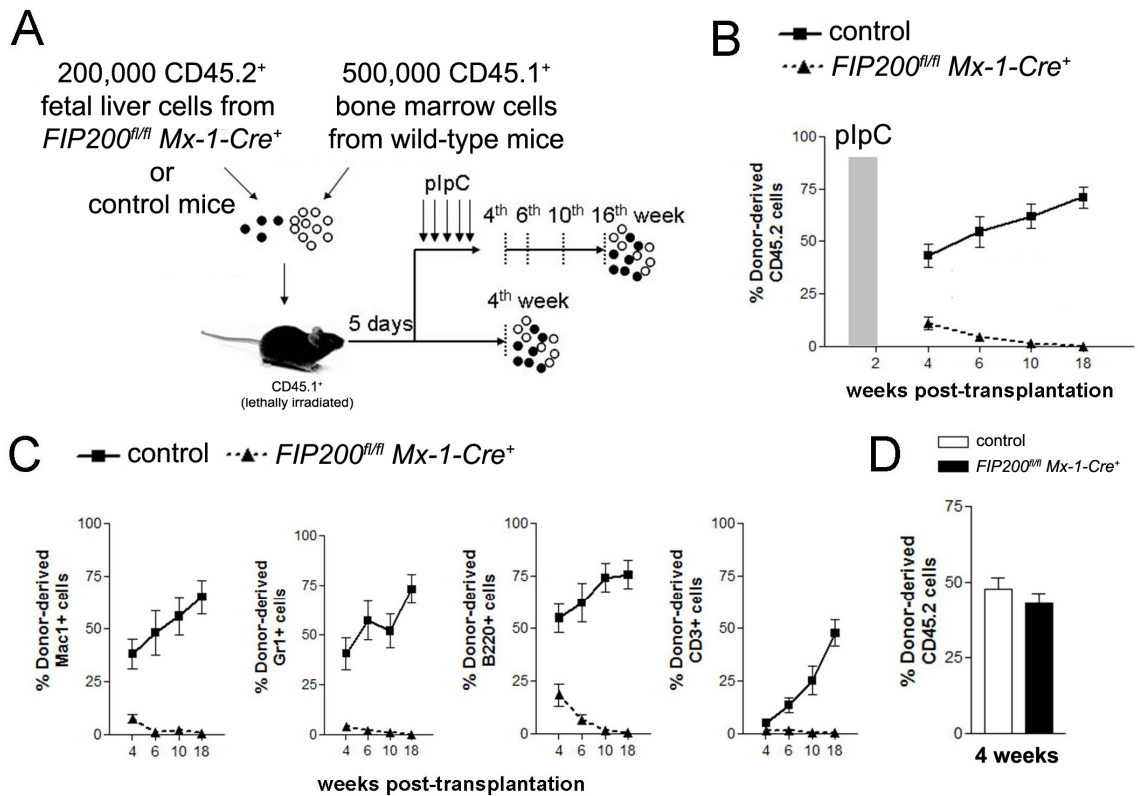 A
200,000 CD45.2+
fetal liver cells from
FIP200fl/fl Mx-1-Cre+
or
control mice
500,000 CD45.1+
bone marrow cells
from wild-type mice
pIpC
4th 6th 10th 16th week
5 days
4th week
CD45.1+
(lethally irradiated)
B
control
FIP200fl/fl Mx-1-Cre+
pIpC
% Donor-derived
CD45.2 cells
100
75
50
25
0
2 4 6 10 18
weeks post-transplantation
C
control FIP200fl/fl Mx-1-Cre+
% Donor-derived
Mac1+ cells
100
75
50
25
0
4 6 10 18
% Donor-derived
Gr1+ cells
100
75
50
25
0
4 6 10 18
% Donor-derived
B220+ cells
100
75
50
25
0
4 6 10 18
% Donor-derived
CD3+ cells
100
75
50
25
0
4 6 10 18
weeks post-transplantation
D
control
FIP200fl/fl Mx-1-Cre+
% Donor-derived
CD45.2 cells
75
50
25
0
4 weeks